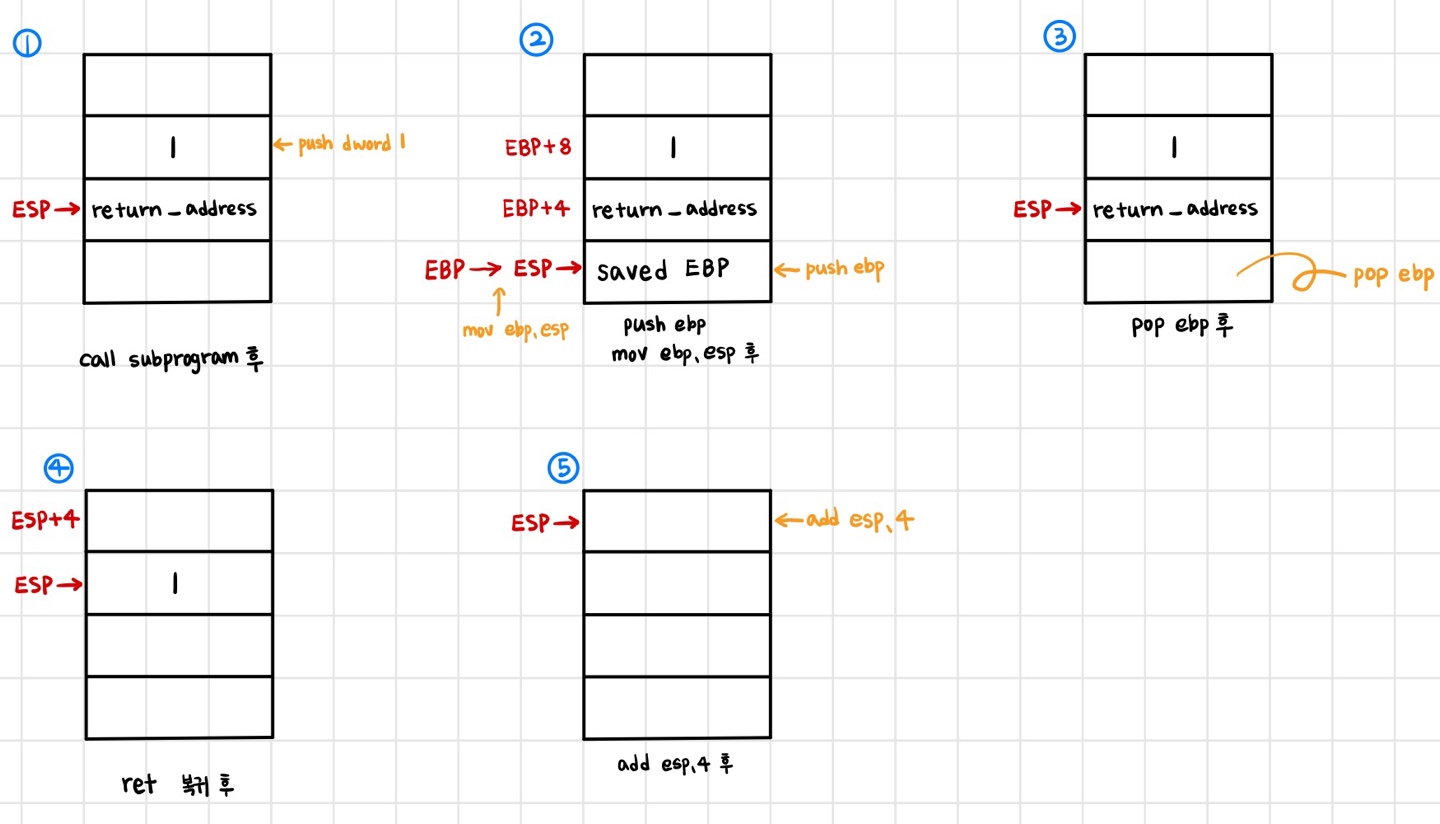 ①
1
← push dword 1
ESP→
return_address
call subprogram 후
②
EBP+8
1
EBP+4
return_address
EBP→ ESP→
saved EBP
← push ebp
↑
mov ebp,esp
push ebp
mov ebp,esp 후
③
1
ESP→
return_address
pop ebp
pop ebp 후
④
ESP+4
ESP→
1
ret 복귀 후
⑤
ESP→
← add esp,4
add esp,4 후